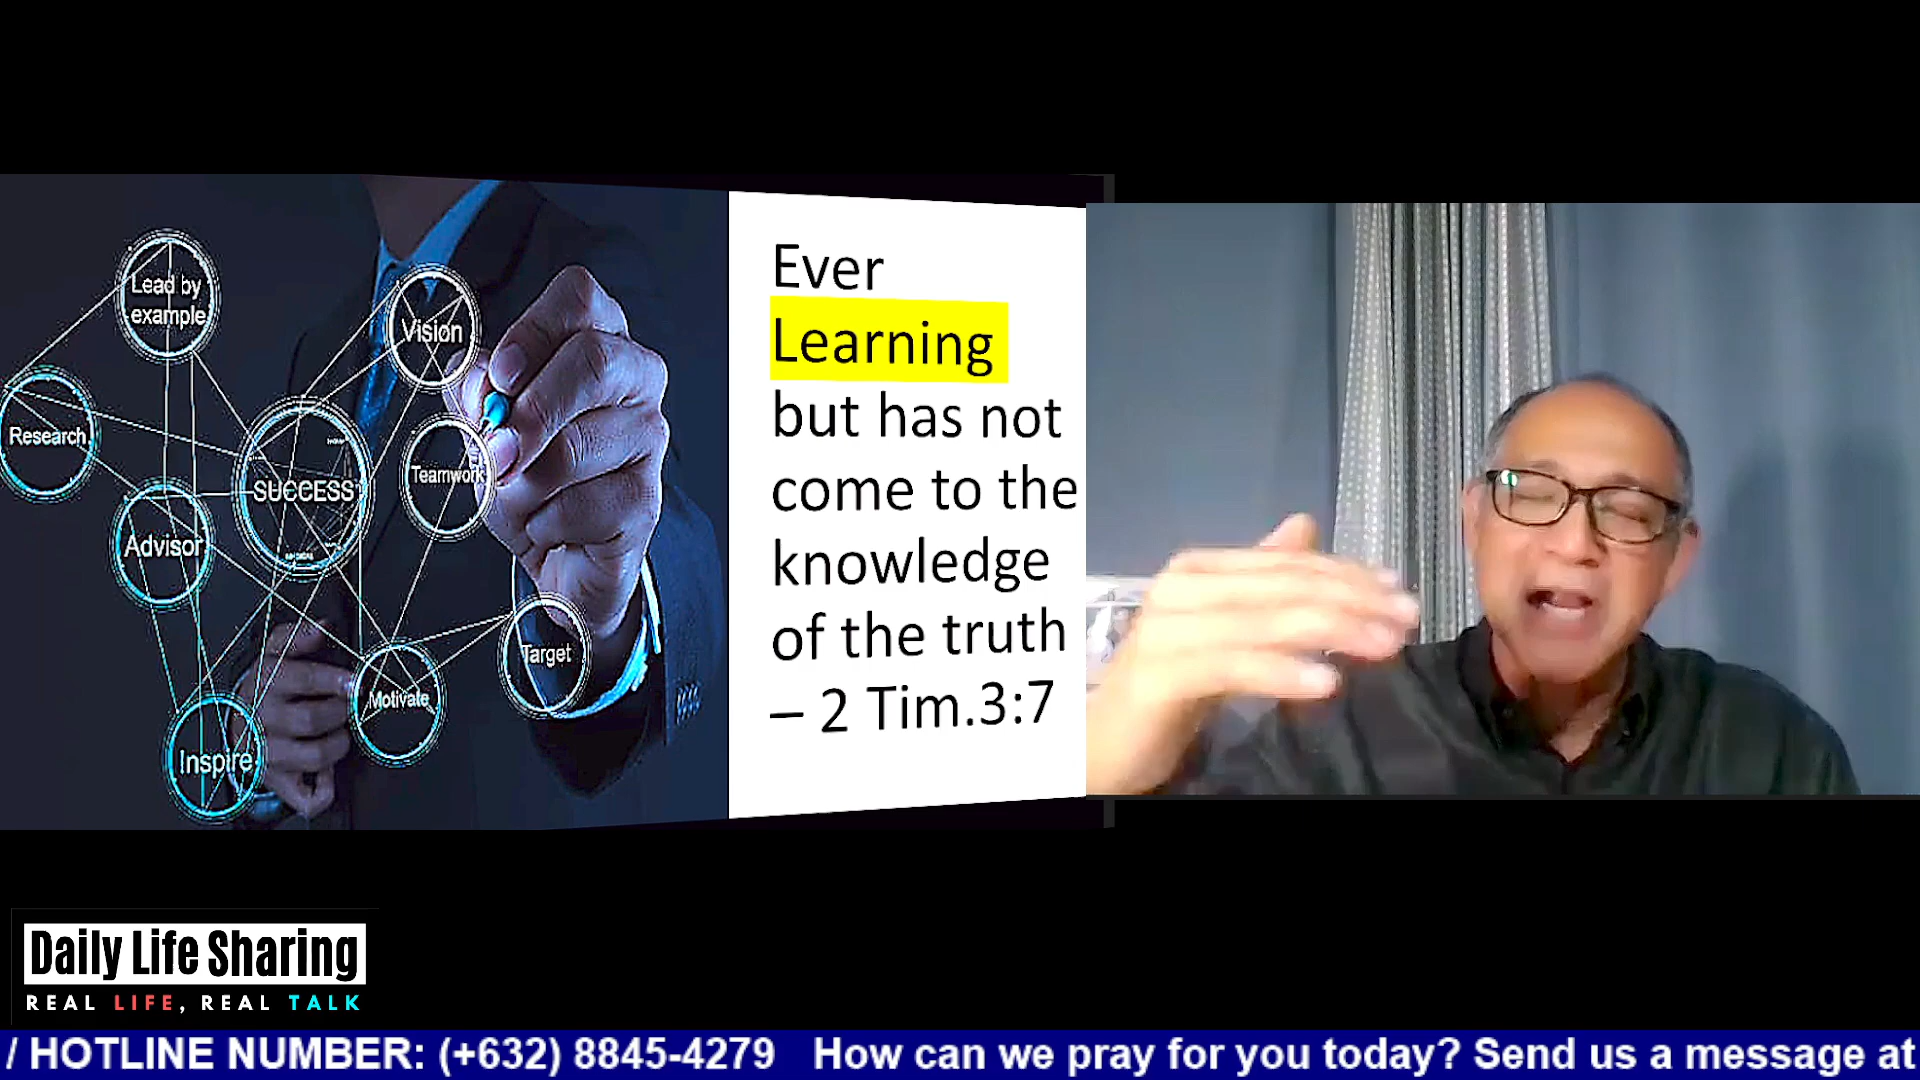 Lead by
example
Vision
Research
SUCCESS
Teamwork
Advisor
Target
Motivate
Inspire
Ever
Learning
but has not
come to the
knowledge
of the truth
– 2 Tim.3:7
Daily Life Sharing
REAL LIFE, REAL TALK
/ HOTLINE NUMBER: (+632) 8845-4279 How can we pray for you today? Send us a message at